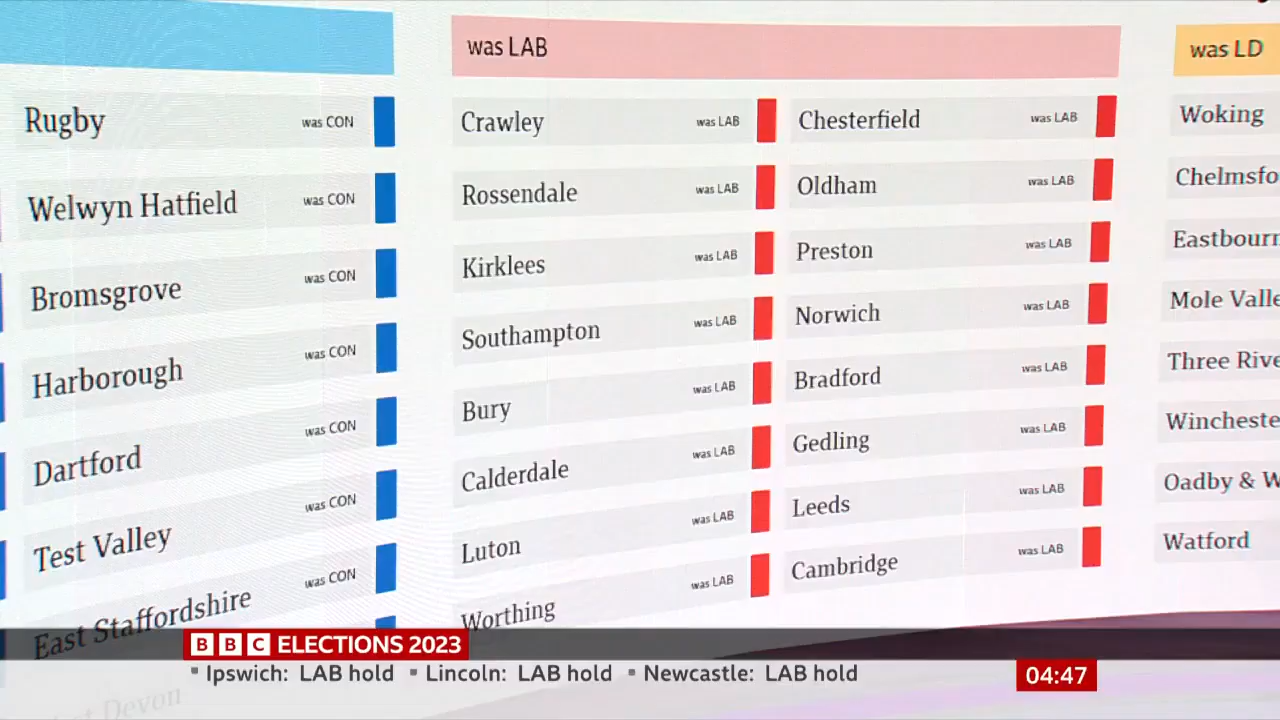 was LAB
was LD
Rugby was CON
Welwyn Hatfield was CON
Bromsgrove was CON
Harborough was CON
Dartford was CON
Test Valley was CON
East Staffordshire was CON
Devon
Crawley was LAB
Rossendale was LAB
Kirklees was LAB
Southampton was LAB
Bury was LAB
Calderdale was LAB
Luton was LAB
Worthing was LAB
Chesterfield was LAB
Oldham was LAB
Preston was LAB
Norwich was LAB
Bradford was LAB
Gedling was LAB
Leeds was LAB
Cambridge was LAB
Woking
Chelmsfo
Eastbourn
Mole Valle
Three Rive
Wincheste
Oadby & W
Watford
BBC ELECTIONS 2023
Ipswich: LAB hold ▪ Lincoln: LAB hold ▪ Newcastle: LAB hold
04:47